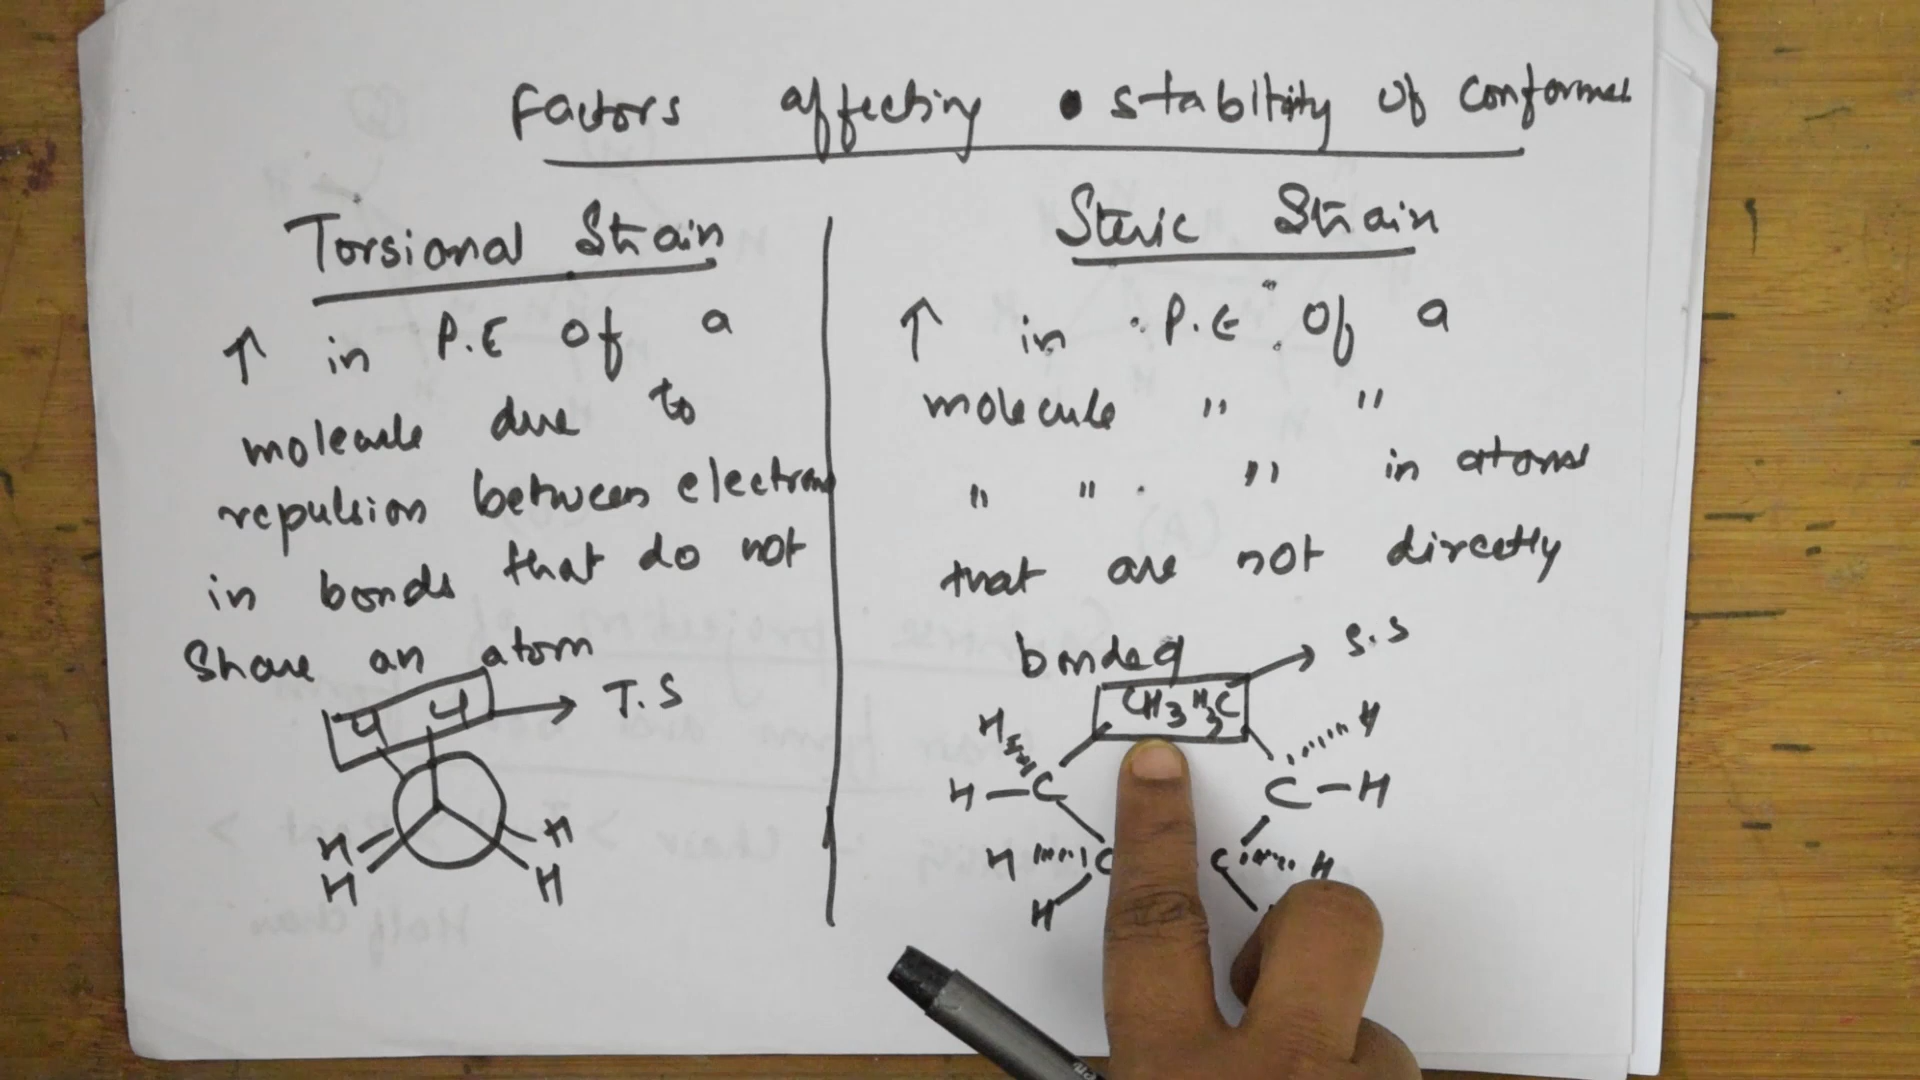 Factors affecting stability of conformers
Torsional Strain
↑ in P.E of a
molecule due to
repulsion between electrons
in bonds that do not
Share an atom
T.S
H H
H H
H H
Steric Strain
↑ in P.E. of a
molecule " "
" " " in atoms
that are not directly
bonded
S.S
CH3 H3C
H H
H C C H
H C C H
H